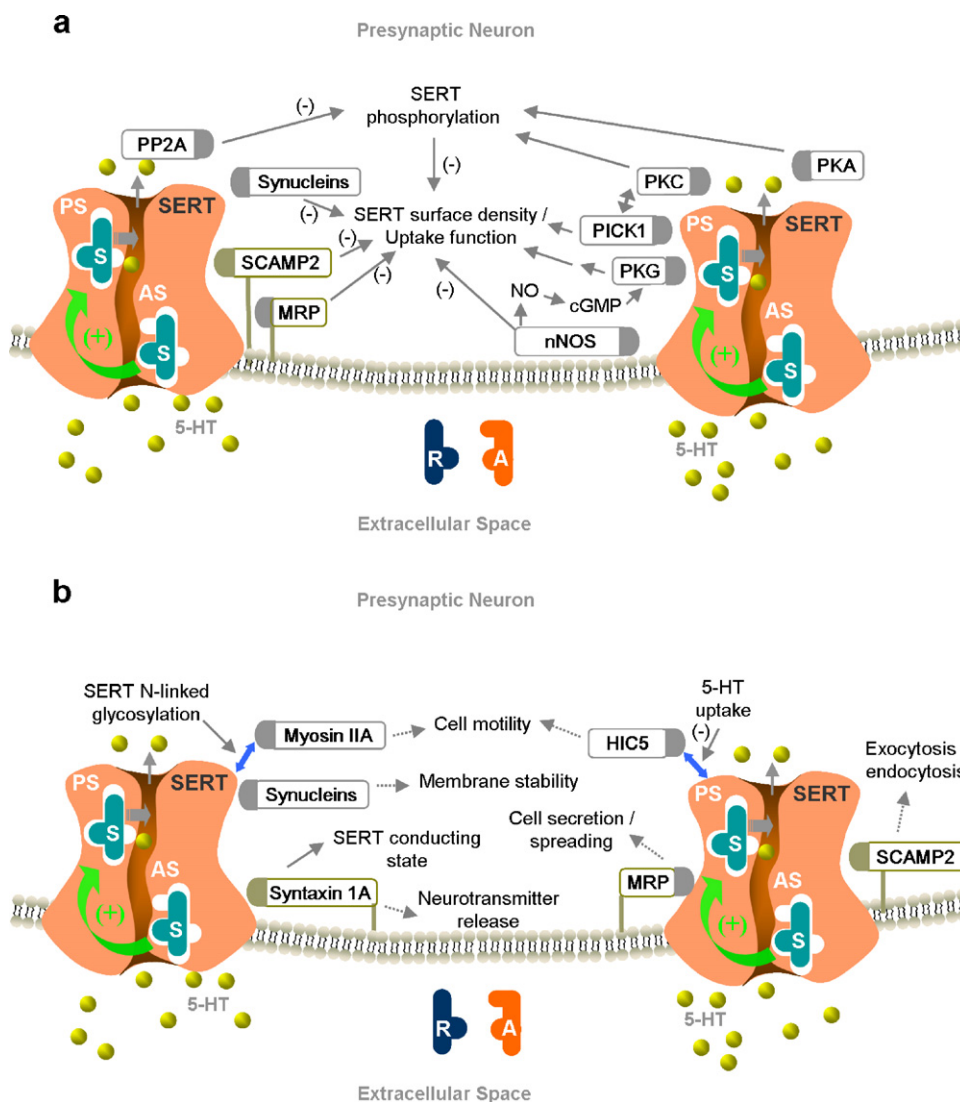 a
Presynaptic Neuron
SERT
phosphorylation
(-)
(-)
PP2A
PKA
PKC
Synucleins
(-)
SERT surface density /
Uptake function
PICK1
PS
SERT
S
SCAMP2
(-)
(-)
(-)
PKG
MRP
NO
cGMP
nNOS
AS
(+)
S
5-HT
PS
SERT
S
AS
(+)
S
5-HT
R
A
Extracellular Space
b
Presynaptic Neuron
SERT N-linked
glycosylation
Myosin IIA
Cell motility
HIC5
5-HT
uptake
(-)
Exocytosis /
endocytosis
Synucleins
Membrane stability
PS
SERT
S
AS
(+)
S
5-HT
SERT conducting
state
Syntaxin 1A
Neurotransmitter
release
Cell secretion /
spreading
MRP
PS
SERT
S
AS
(+)
S
5-HT
SCAMP2
R
A
Extracellular Space